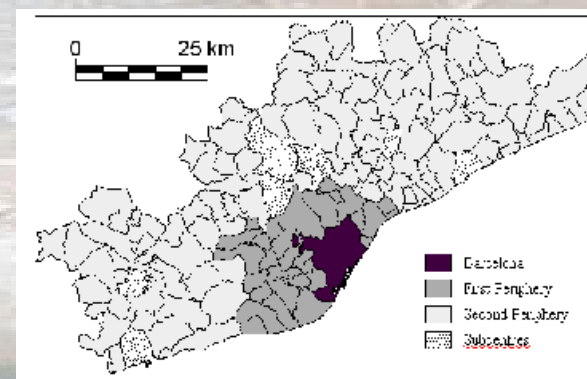 0 25 km
Barcelona
First Periphery
Second Periphery
Subcentres